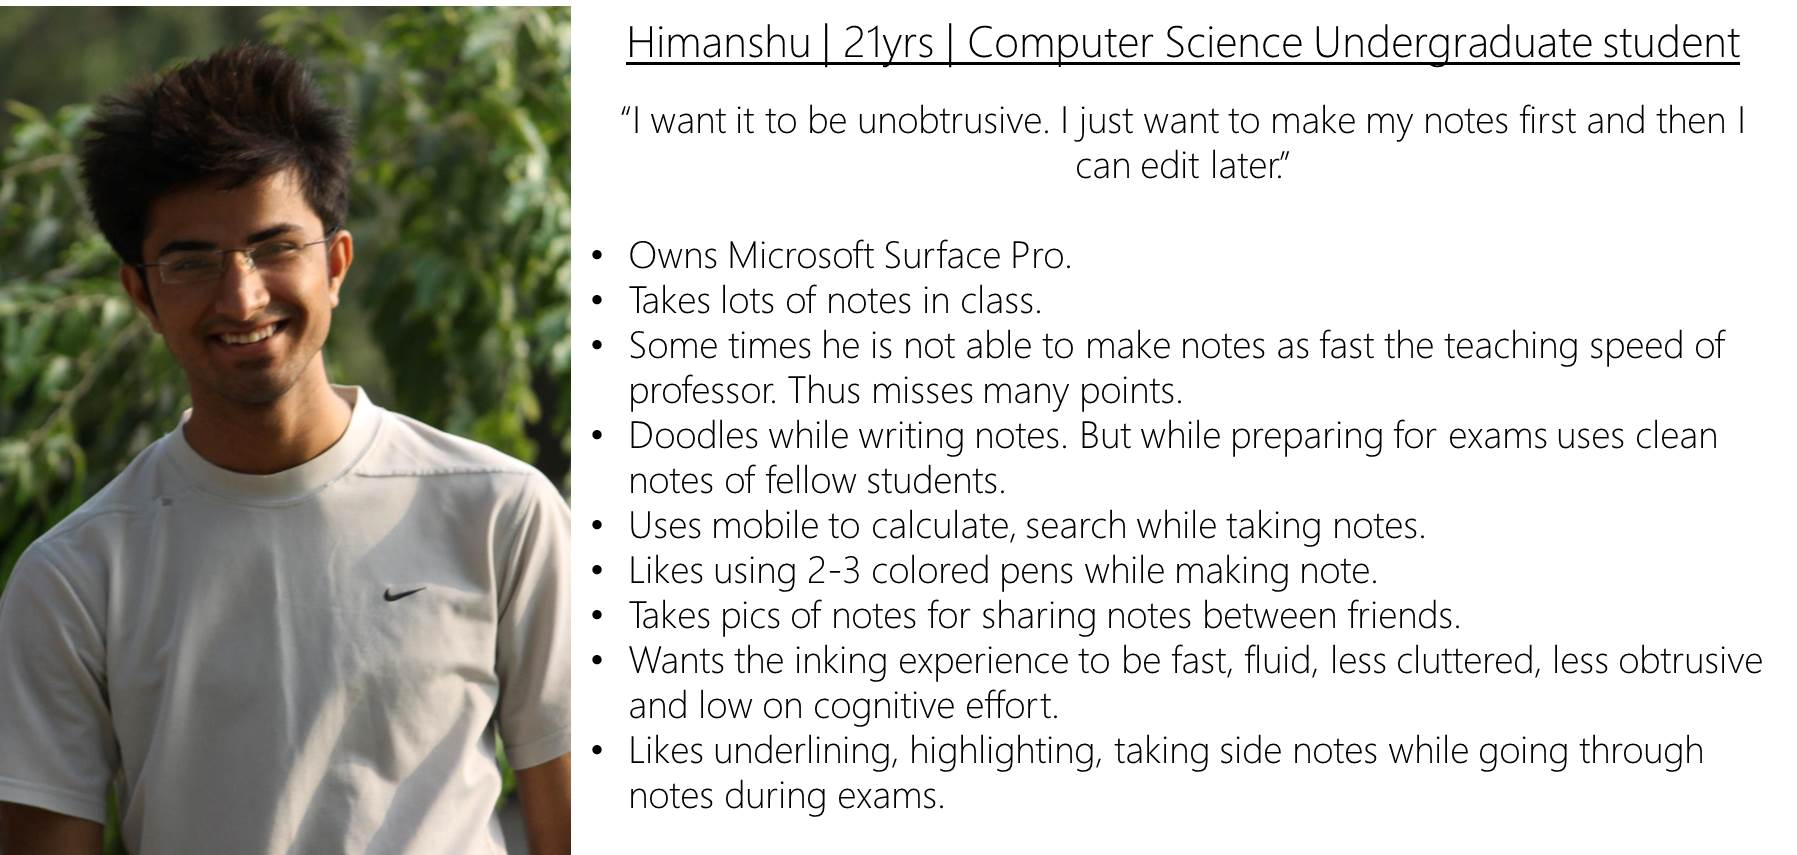 Himanshu | 21yrs | Computer Science Undergraduate student
“I want it to be unobtrusive. I just want to make my notes first and then I
can edit later.”
• Owns Microsoft Surface Pro.
• Takes lots of notes in class.
• Some times he is not able to make notes as fast the teaching speed of
professor. Thus misses many points.
• Doodles while writing notes. But while preparing for exams uses clean
notes of fellow students.
• Uses mobile to calculate, search while taking notes.
• Likes using 2-3 colored pens while making note.
• Takes pics of notes for sharing notes between friends.
• Wants the inking experience to be fast, fluid, less cluttered, less obtrusive
and low on cognitive effort.
• Likes underlining, highlighting, taking side notes while going through
notes during exams.